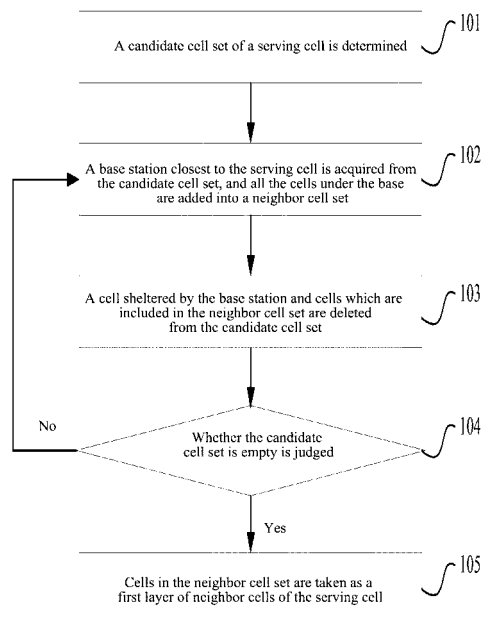 101
A candidate cell set of a serving cell is determined
102
A base station closest to the serving cell is acquired from
the candidate cell set, and all the cells under the base
are added into a neighbor cell set
103
A cell sheltered by the base station and cells which are
included in the neighbor cell set are deleted
from the candidate cell set
104
No
Whether the candidate
cell set is empty is judged
Yes
105
Cells in the neighbor cell set are taken as a
first layer of neighbor cells of the serving cell